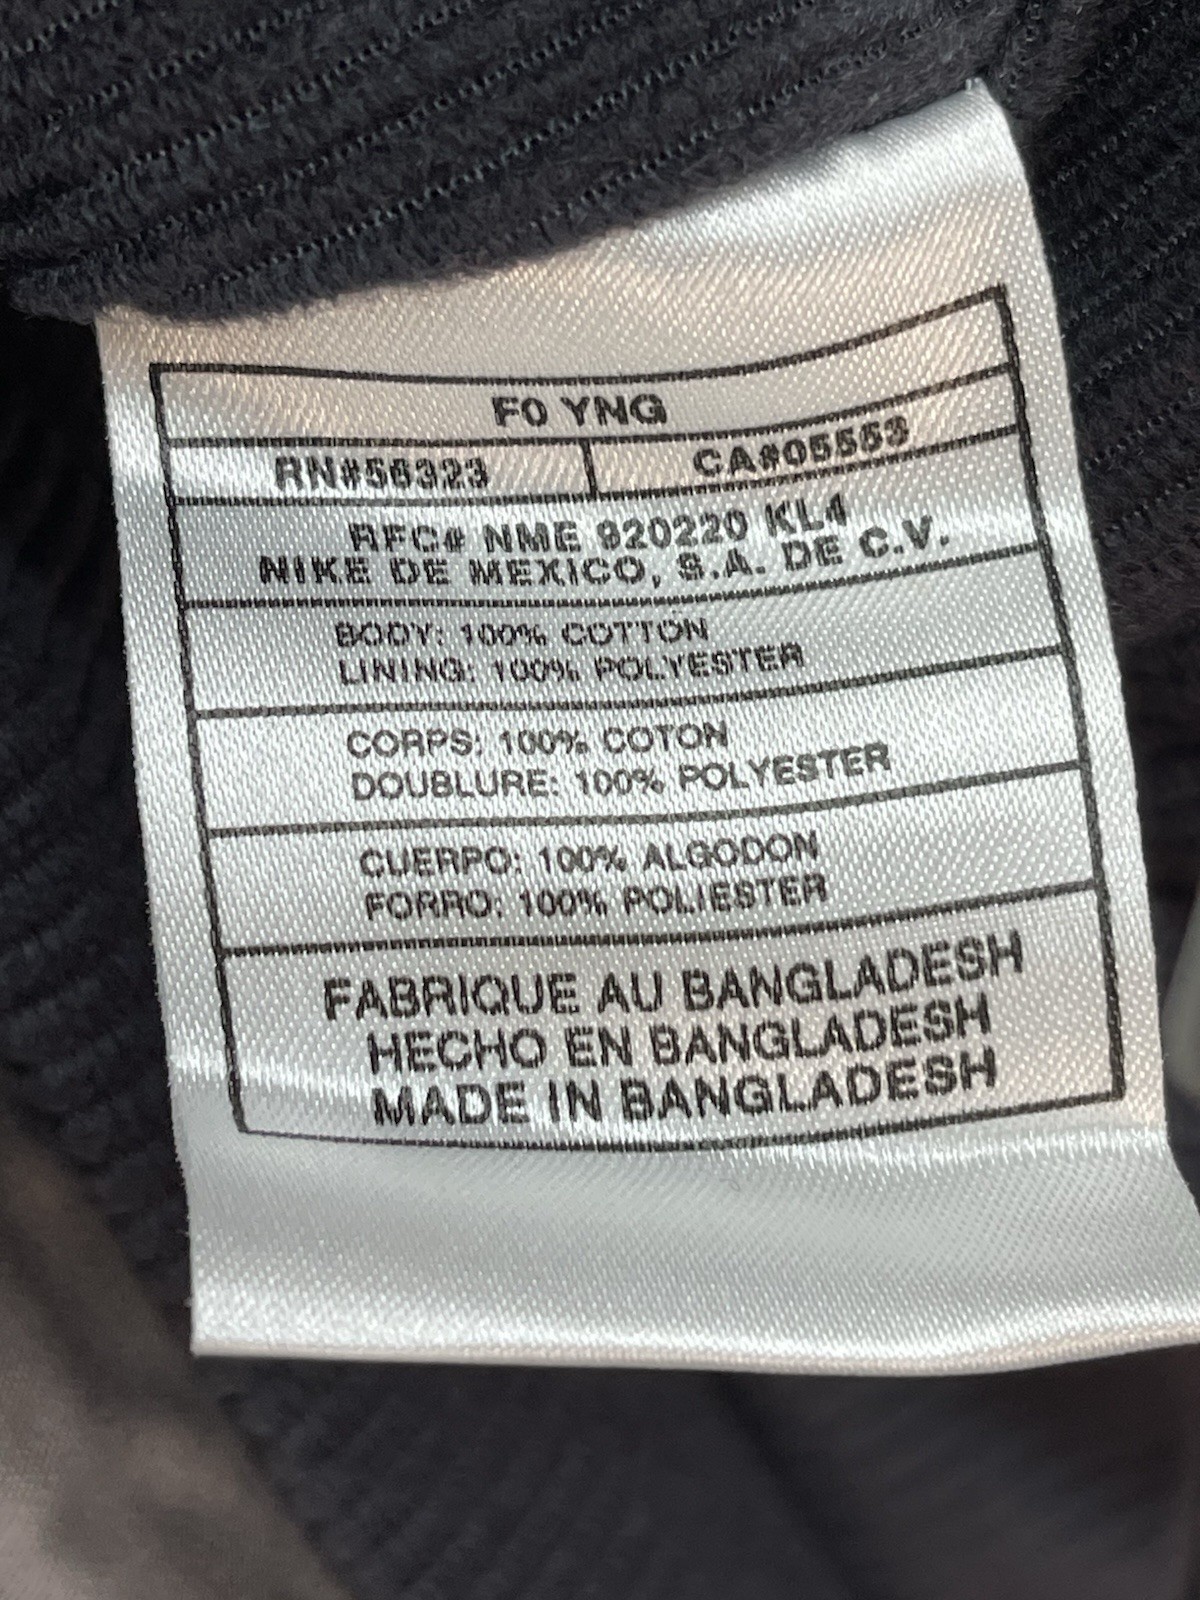 F0 YNG
RN#56323
CA#05553
RFC# NME 920220 KL4
NIKE DE MEXICO, S.A. DE C.V.
BODY: 100% COTTON
LINING: 100% POLYESTER
CORPS: 100% COTON
DOUBLURE: 100% POLYESTER
CUERPO: 100% ALGODON
FORRO: 100% POLIESTER
FABRIQUE AU BANGLADESH
HECHO EN BANGLADESH
MADE IN BANGLADESH